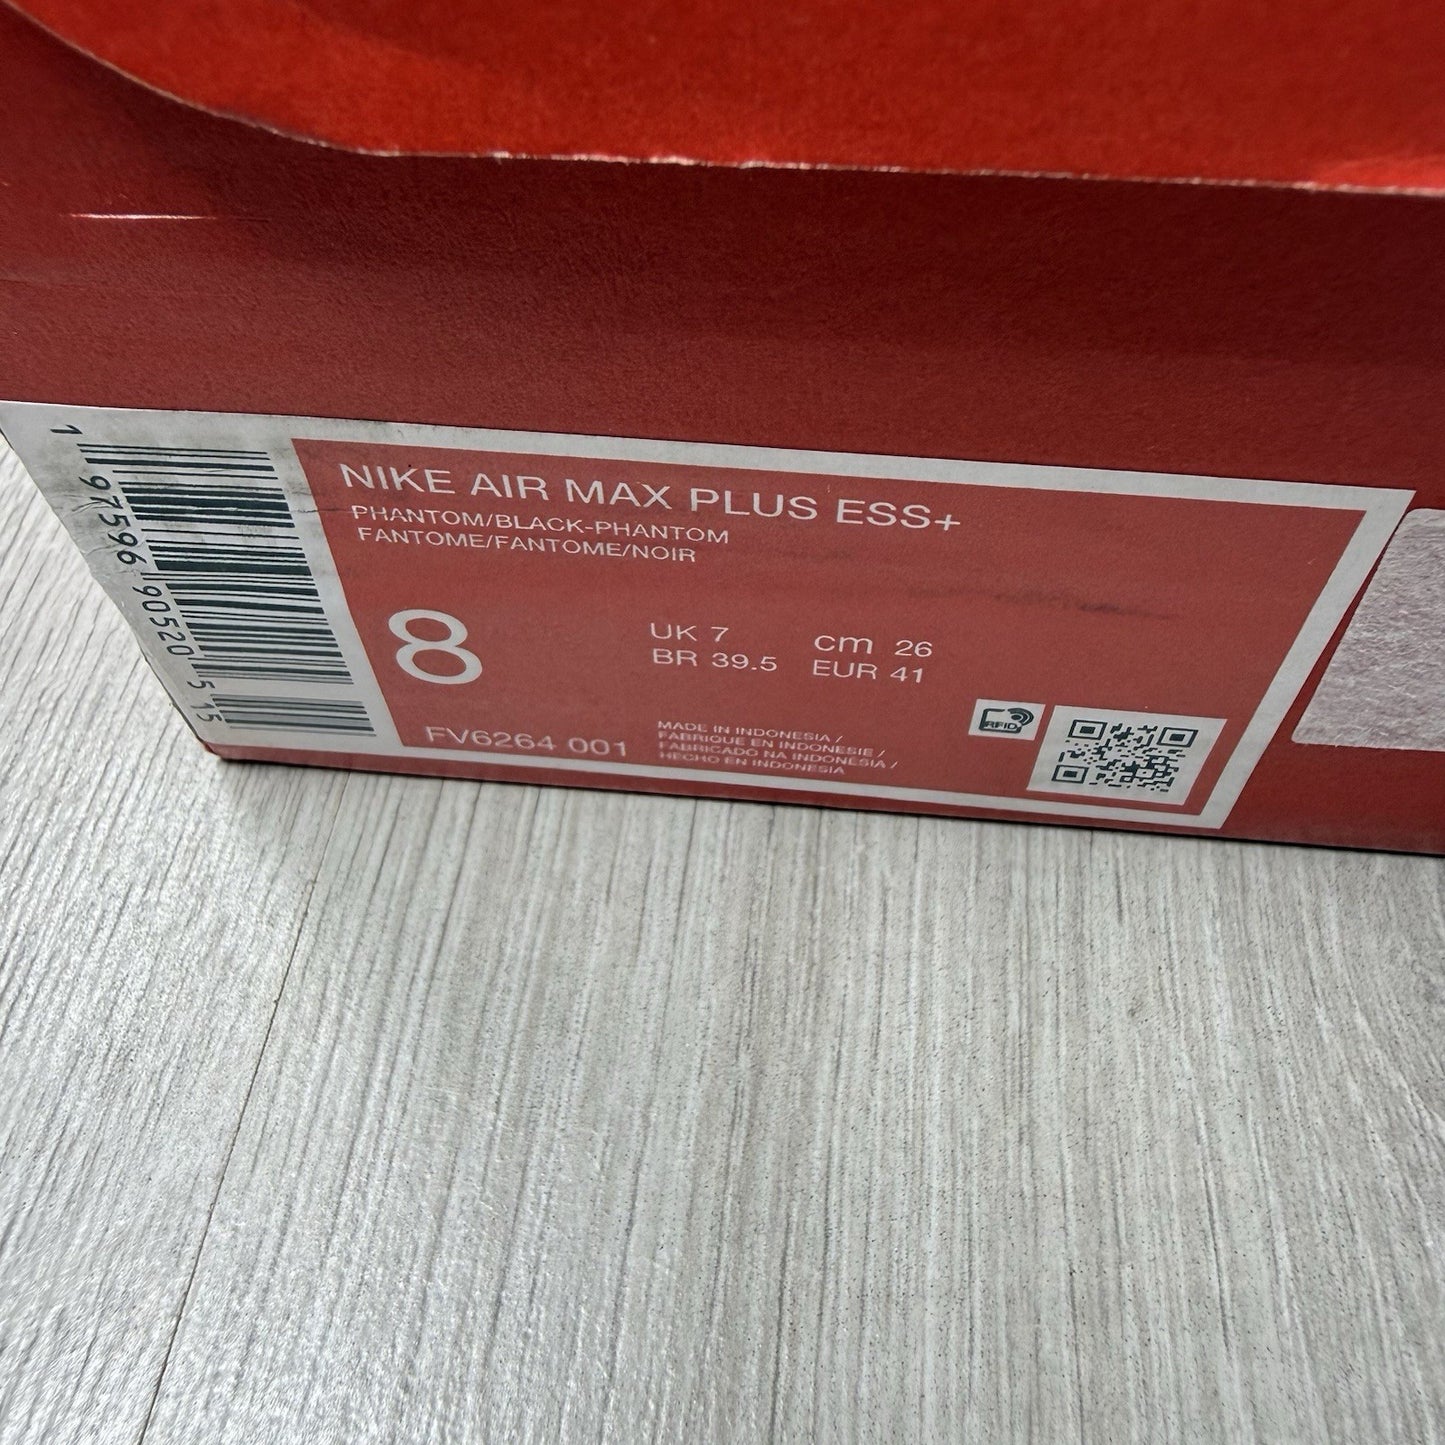 1 97596 90520 5 15
NIKE AIR MAX PLUS ESS+
PHANTOM/BLACK-PHANTOM
FANTOME/FANTOME/NOIR
8
UK 7 cm 26
BR 39.5 EUR 41
FV6264 001
MADE IN INDONESIA /
FABRIQUE EN INDONESIE /
FABRICADO NA INDONÉSIA /
HECHO EN INDONESIA
RFID